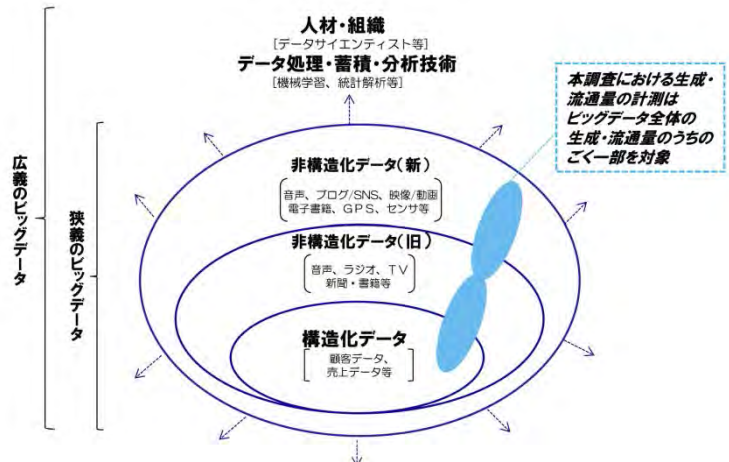 人材・組織
［データサイエンティスト等］
データ処理・蓄積・分析技術
［機械学習、統計解析等］
本調査における生成・
流通量の計測は
ビッグデータ全体の
生成・流通量のうちの
ごく一部を対象
広義のビッグデータ
狭義のビッグデータ
非構造化データ（新）
音声、ブログ/SNS、映像/動画
電子書籍、GPS、センサ等
非構造化データ（旧）
音声、ラジオ、TV
新聞・書籍等
構造化データ
顧客データ、
売上データ等